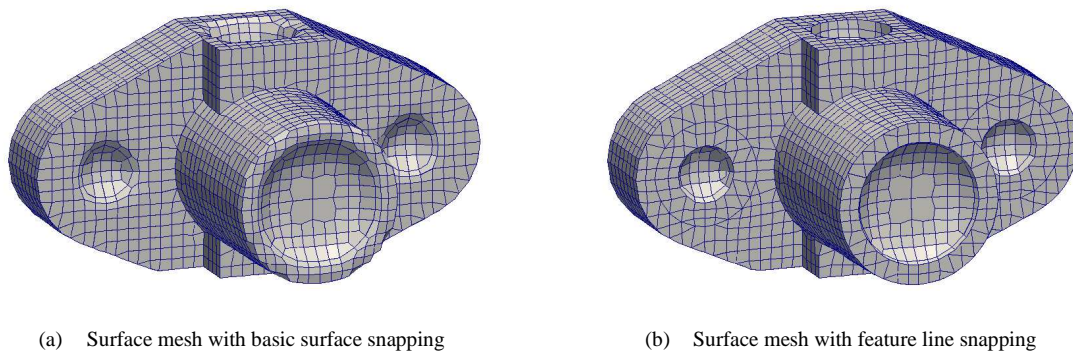 (a) Surface mesh with basic surface snapping
(b) Surface mesh with feature line snapping